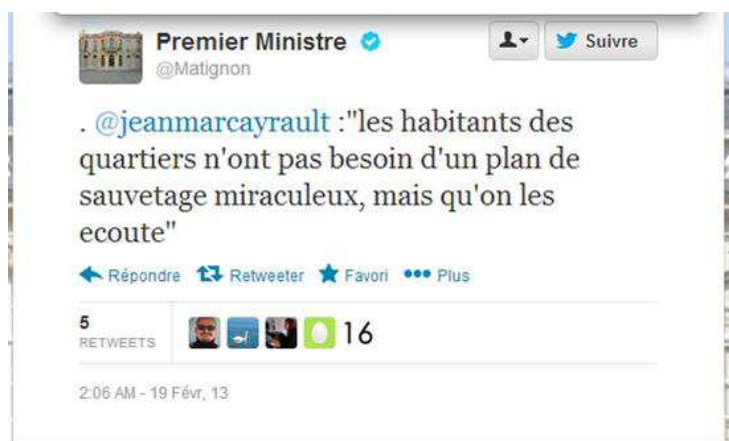 Premier Ministre
@Matignon
Suivre
. @jeanmarcayrault :"les habitants des
quartiers n'ont pas besoin d'un plan de
sauvetage miraculeux, mais qu'on les
ecoute"
Répondre Retweeter Favori Plus
5
RETWEETS
16
2:06 AM - 19 Févr, 13